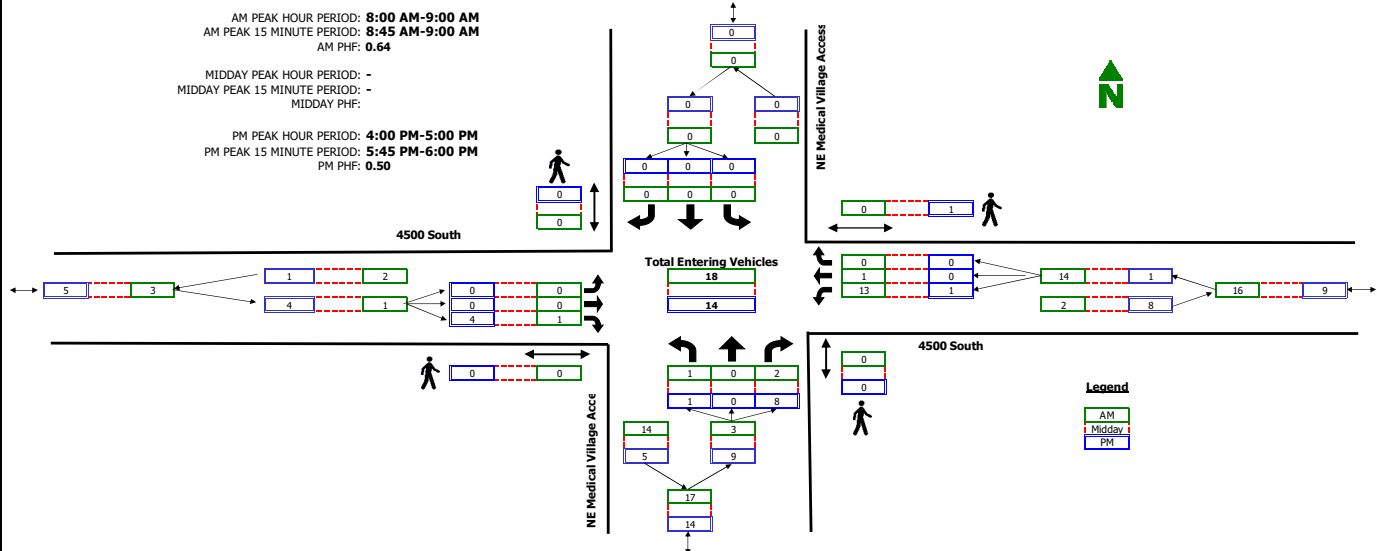 AM PEAK HOUR PERIOD: 8:00 AM-9:00 AM
AM PEAK 15 MINUTE PERIOD: 8:45 AM-9:00 AM
AM PHF: 0.64
MIDDAY PEAK HOUR PERIOD: -
MIDDAY PEAK 15 MINUTE PERIOD: -
MIDDAY PHF:
PM PEAK HOUR PERIOD: 4:00 PM-5:00 PM
PM PEAK 15 MINUTE PERIOD: 5:45 PM-6:00 PM
PM PHF: 0.50
0
0
0 0
0 0
0 0 0
0 0 0
NE Medical Village Access
N
0
0
4500 South
0 1
Total Entering Vehicles
18
14
5 3
1 2
4 1
0 0
0 0
4 1
0 0
1 0
13 1
14 1
2 8
16 9
4500 South
0 0
NE Medical Village Acce
1 0 2
1 0 8
14 3
5 9
17
14
0
0
Legend
AM
Midday
PM